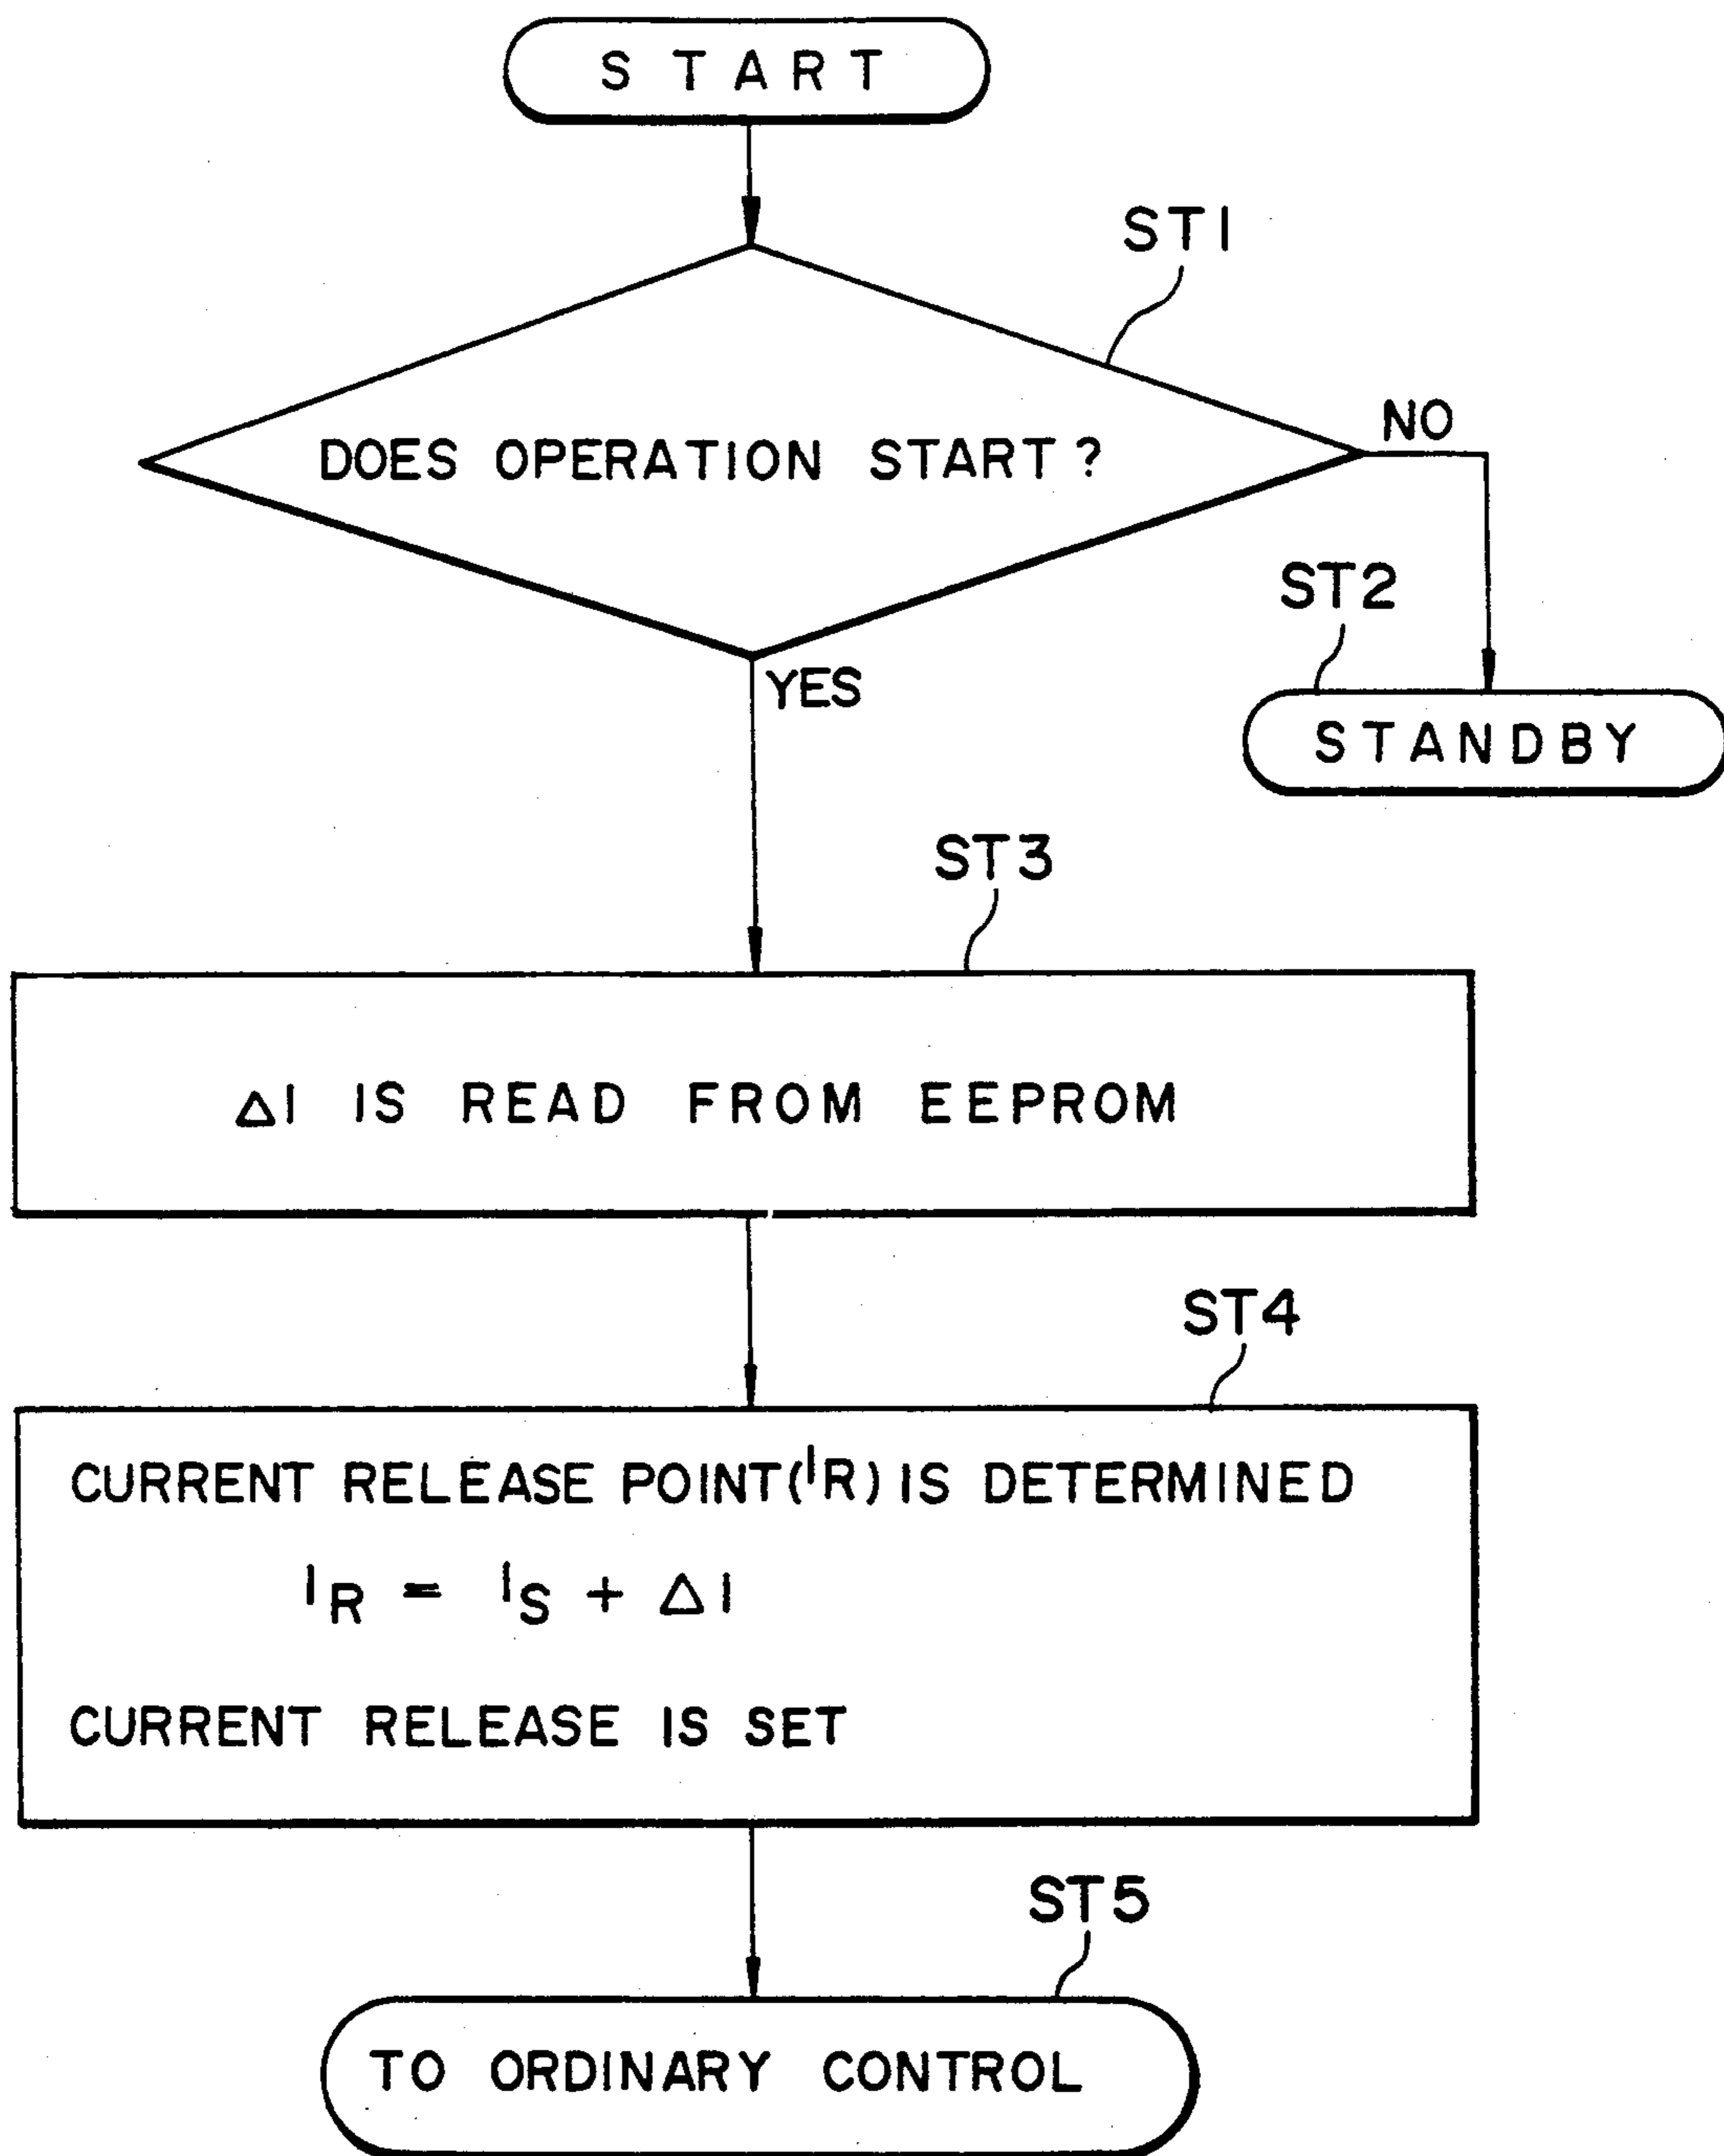 START
ST1
DOES OPERATION START?
NO
ST2
YES
STANDBY
ST3
ΔI IS READ FROM EEPROM
ST4
CURRENT RELEASE POINT(IR) IS DETERMINED
IR = IS + ΔI
CURRENT RELEASE IS SET
ST5
TO ORDINARY CONTROL